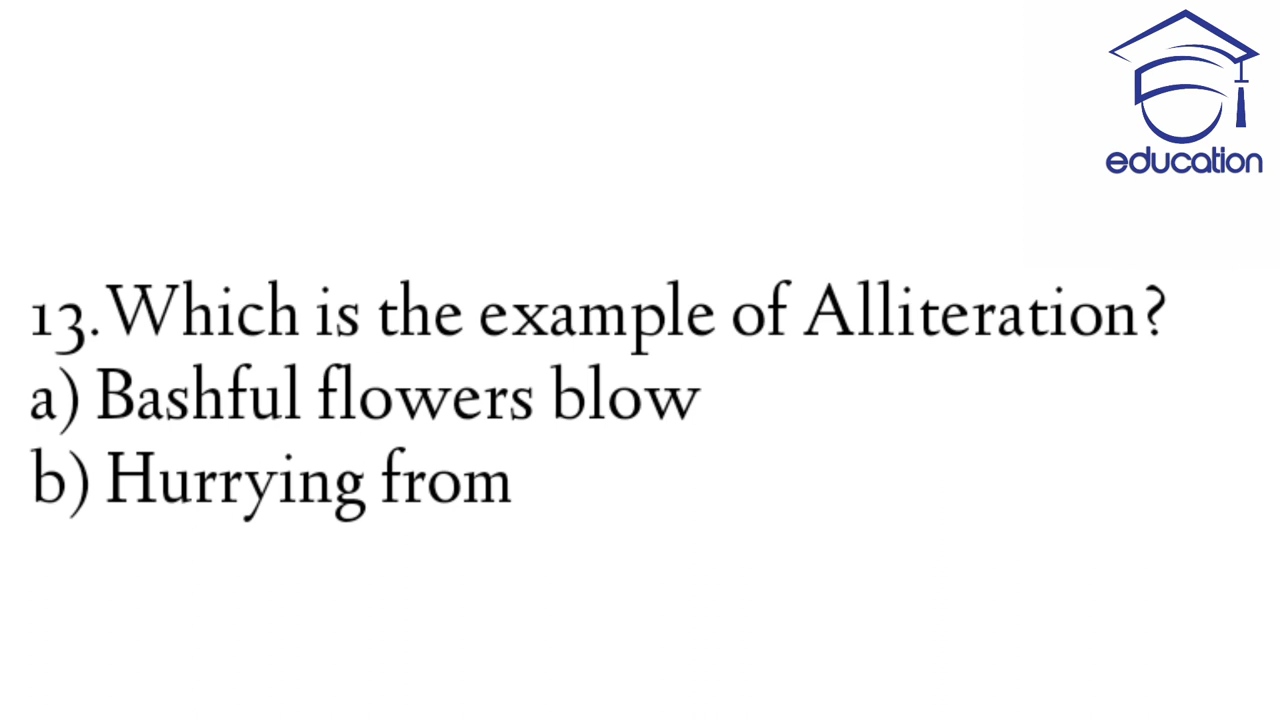 education
13. Which is the example of Alliteration?
a) Bashful flowers blow
b) Hurrying from